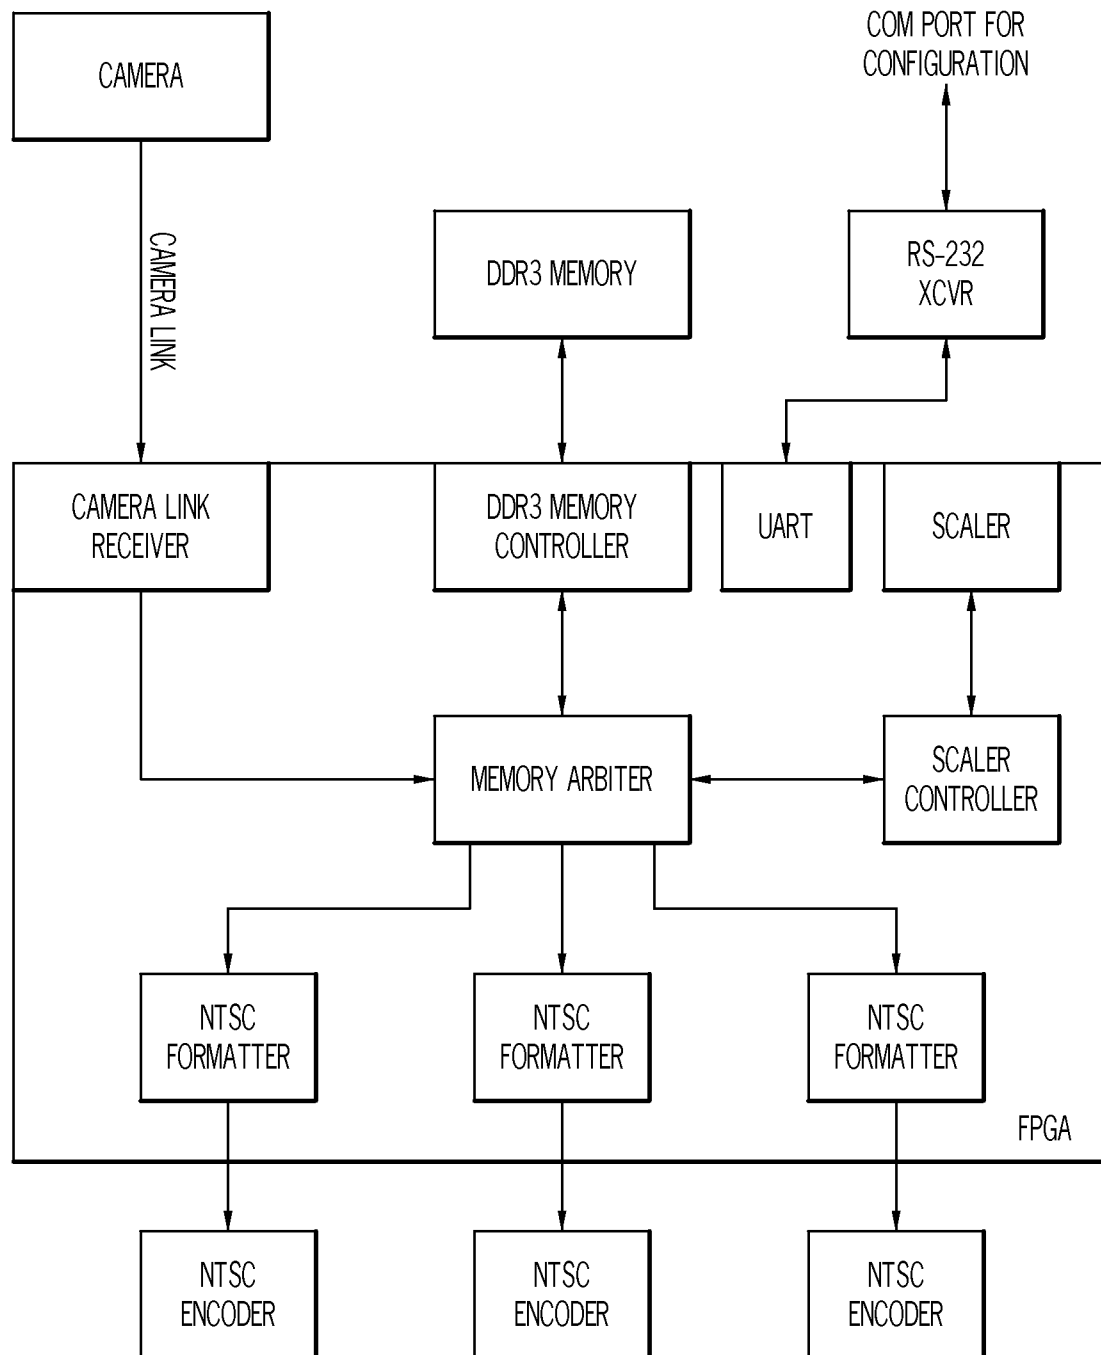 CAMERA
COM PORT FOR
CONFIGURATION
CAMERA LINK
DDR3 MEMORY
RS-232
XCVR
CAMERA LINK
RECEIVER
DDR3 MEMORY
CONTROLLER
UART
SCALER
MEMORY ARBITER
SCALER
CONTROLLER
NTSC
FORMATTER
NTSC
FORMATTER
NTSC
FORMATTER
FPGA
NTSC
ENCODER
NTSC
ENCODER
NTSC
ENCODER